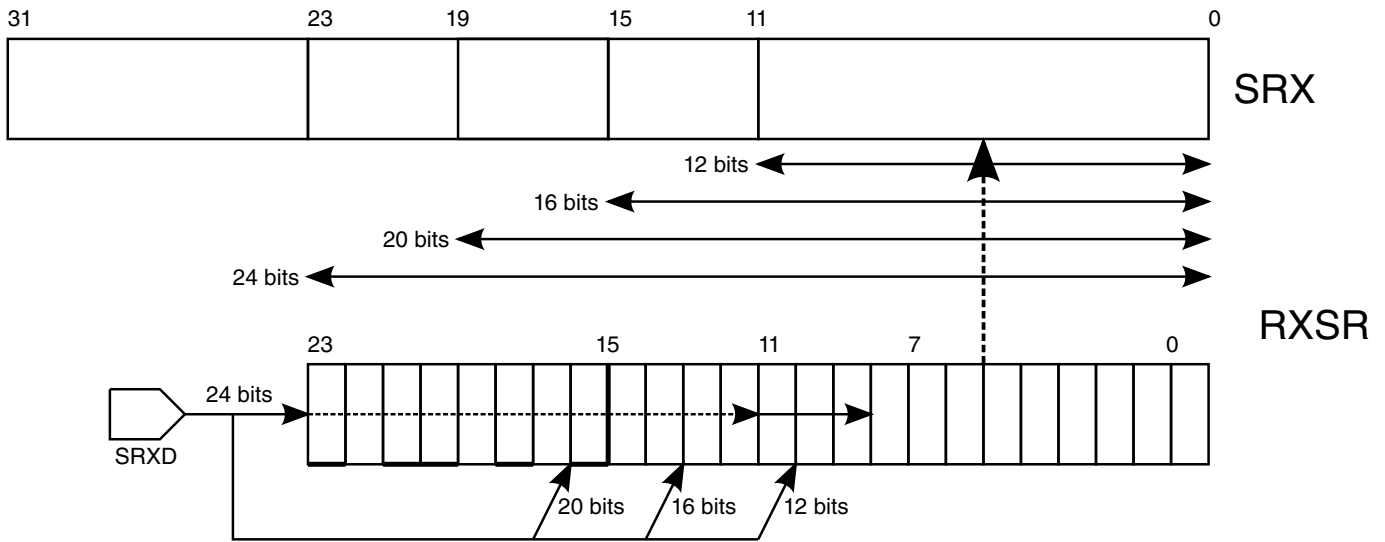 31 23 19 15 11 0
SRX
12 bits
16 bits
20 bits
24 bits
RXSR
23 15 11 7 0
24 bits
SRXD
20 bits 16 bits 12 bits